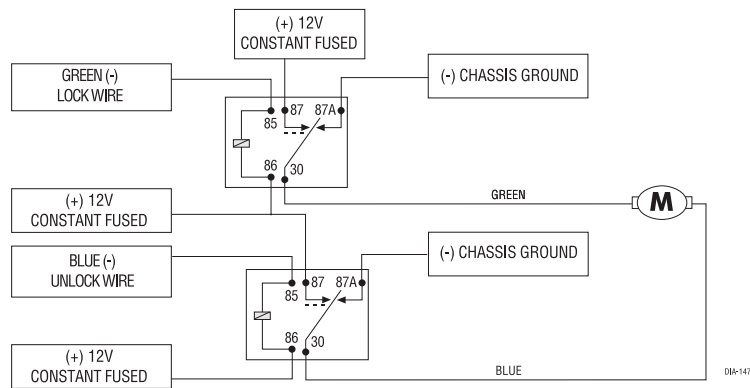 (+) 12V
CONSTANT FUSED
GREEN (-)
LOCK WIRE
(-) CHASSIS GROUND
87 87A
85
86
30
GREEN
M
(+) 12V
CONSTANT FUSED
BLUE (-)
UNLOCK WIRE
(-) CHASSIS GROUND
87 87A
85
86
30
(+) 12V
CONSTANT FUSED
BLUE
DIA-147